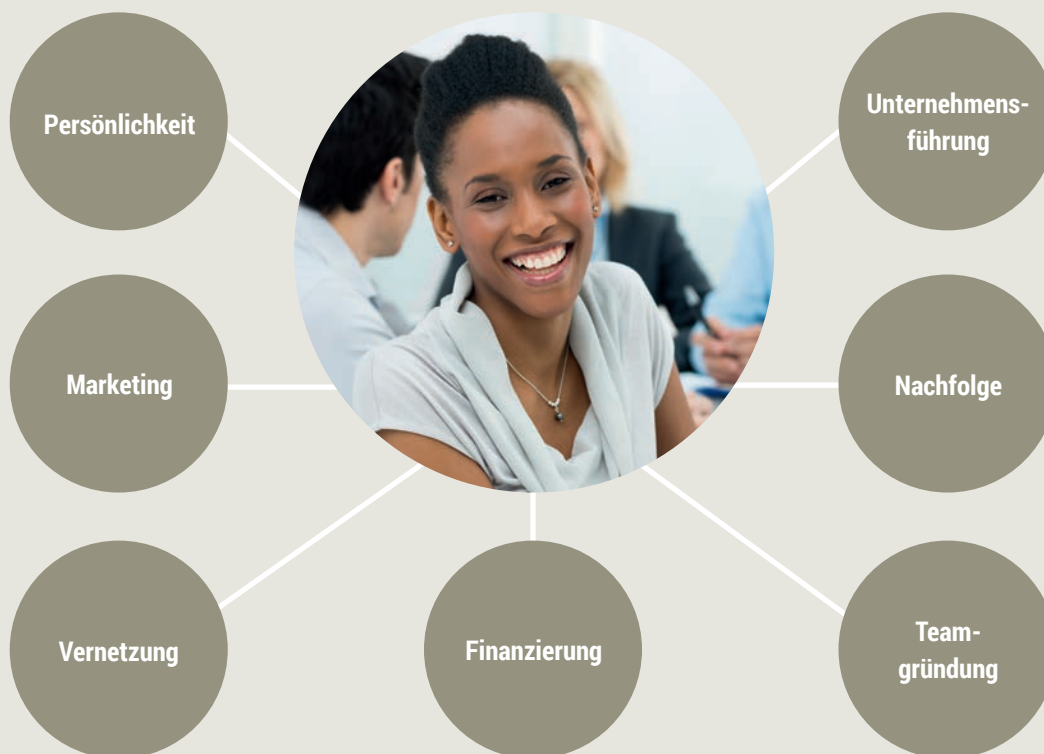 Persönlichkeit
Unternehmens-
führung
Marketing
Nachfolge
Vernetzung
Finanzierung
Team-
gründung